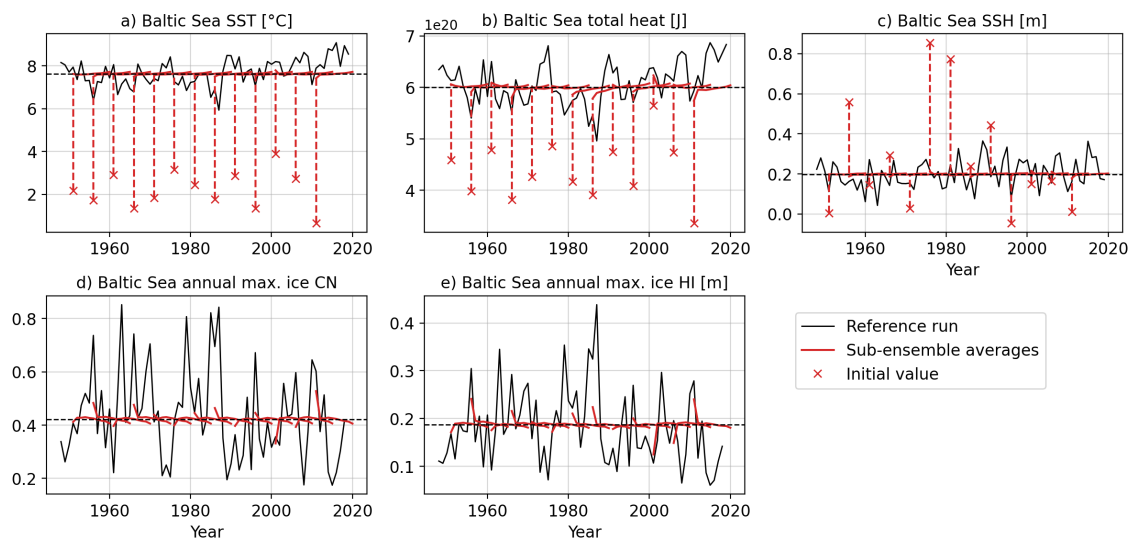 a) Baltic Sea SST [°C]
8
6
4
2
1960 1980 2000 2020
b) Baltic Sea total heat [J]
1e20
7
6
5
4
1960 1980 2000 2020
c) Baltic Sea SSH [m]
0.8
0.6
0.4
0.2
0.0
1960 1980 2000 2020
Year
d) Baltic Sea annual max. ice CN
0.8
0.6
0.4
0.2
1960 1980 2000 2020
Year
e) Baltic Sea annual max. ice HI [m]
0.4
0.3
0.2
0.1
1960 1980 2000 2020
Year
Reference run
Sub-ensemble averages
Initial value